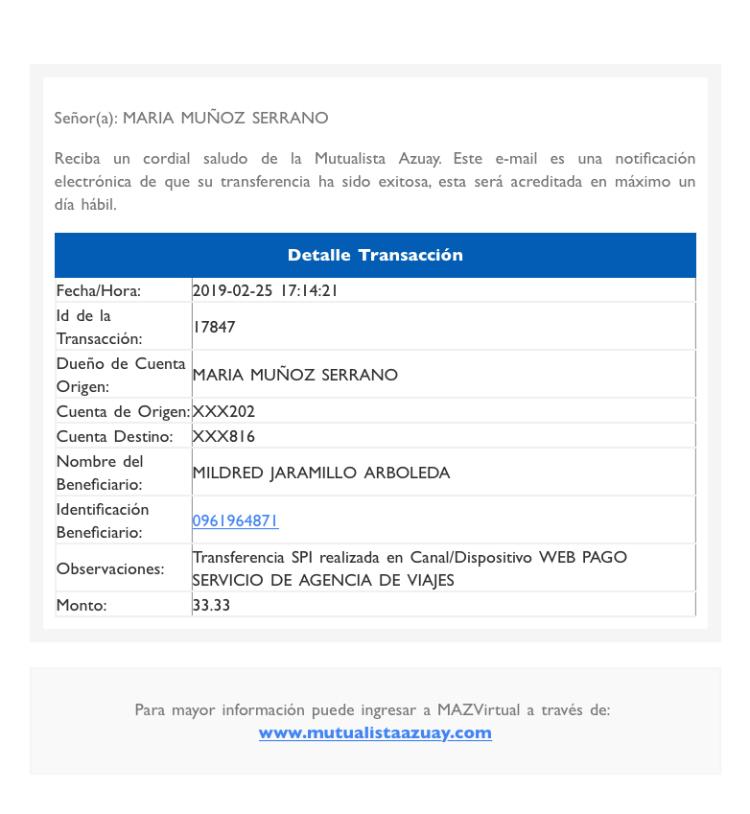 Señor(a): MARIA MUÑOZ SERRANO
Reciba un cordial saludo de la Mutualista Azuay. Este e-mail es una notificación
electrónica de que su transferencia ha sido exitosa, esta será acreditada en máximo un
día hábil.
Detalle Transacción
Fecha/Hora: 2019-02-25 17:14:21
Id de la
Transacción:
17847
Dueño de Cuenta
Origen:
MARIA MUÑOZ SERRANO
Cuenta de Origen: XXX202
Cuenta Destino: XXX816
Nombre del
Beneficiario:
MILDRED JARAMILLO ARBOLEDA
Identificación
Beneficiario:
0961964871
Observaciones:
Transferencia SPI realizada en Canal/Dispositivo WEB PAGO
SERVICIO DE AGENCIA DE VIAJES
Monto: 33.33
Para mayor información puede ingresar a MAZVirtual a través de:
www.mutualistaazuay.com